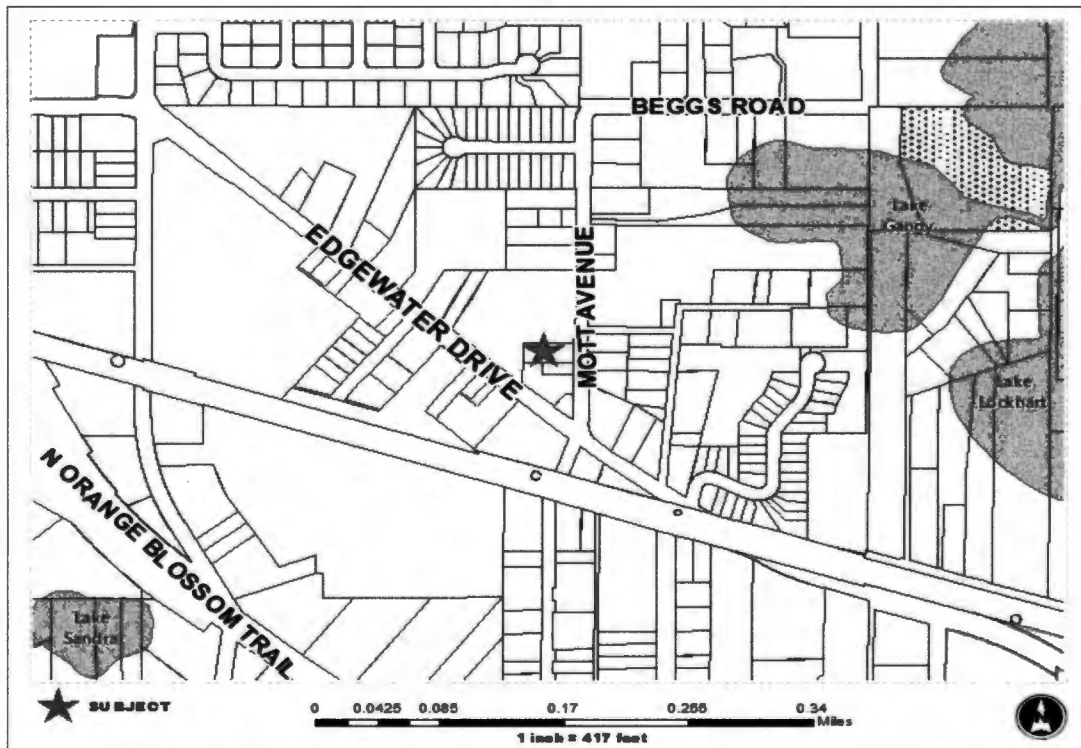 BEGGS ROAD
Lake
Gandy
EDGEWATER DRIVE
MOTT AVENUE
Lake
Lockhart
N ORANGE BLOSSOM TRAIL
Lake
Sandra
SUBJECT
0 0.0425 0.085 0.17 0.255 0.34
Miles
1 inch = 417 feet
N